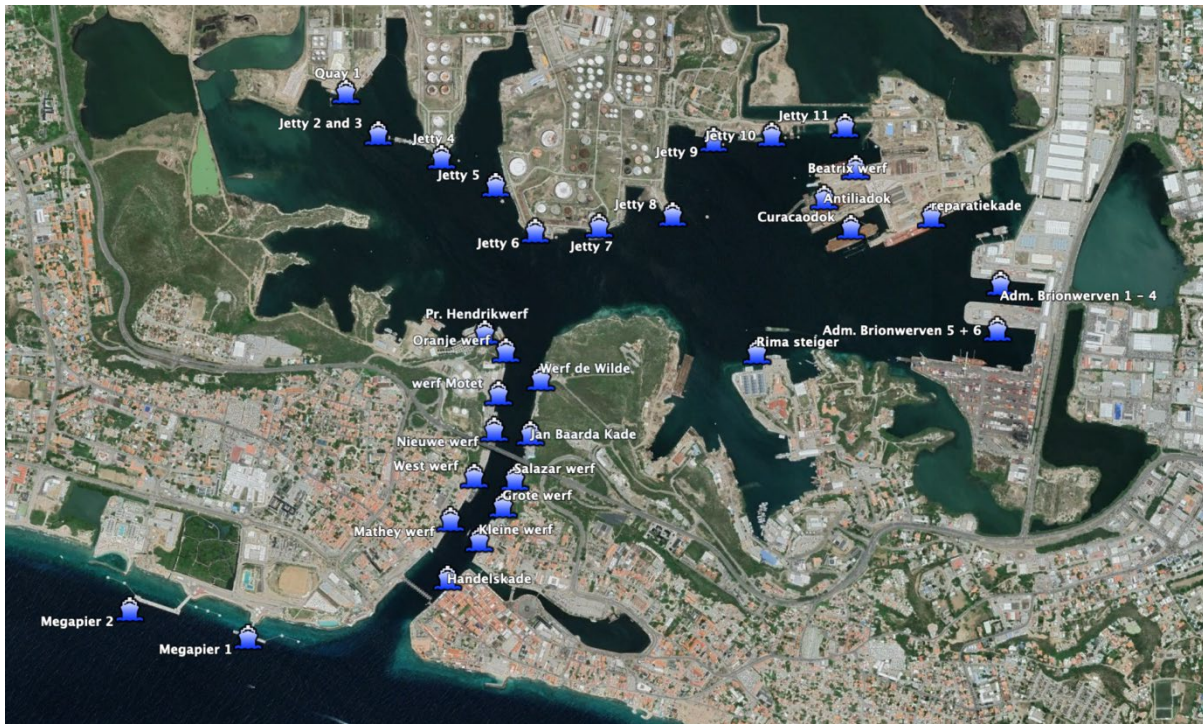 Quay 1
Jetty 2 and 3
Jetty 4
Jetty 5
Jetty 6
Jetty 7
Jetty 8
Jetty 9
Jetty 10
Jetty 11
Beatrix werf
Antiliadok
Curacaodok
reparatiekade
Adm. Brionwerven 1 - 4
Adm. Brionwerven 5 + 6
Rima steiger
Pr. Hendrikwerf
Oranje werf
Werf de Wilde
werf Motet
Nieuwe werf
Jan Baarda Kade
West werf
Salazar werf
Grote werf
Mathey werf
Kleine werf
Handelskade
Megapier 2
Megapier 1